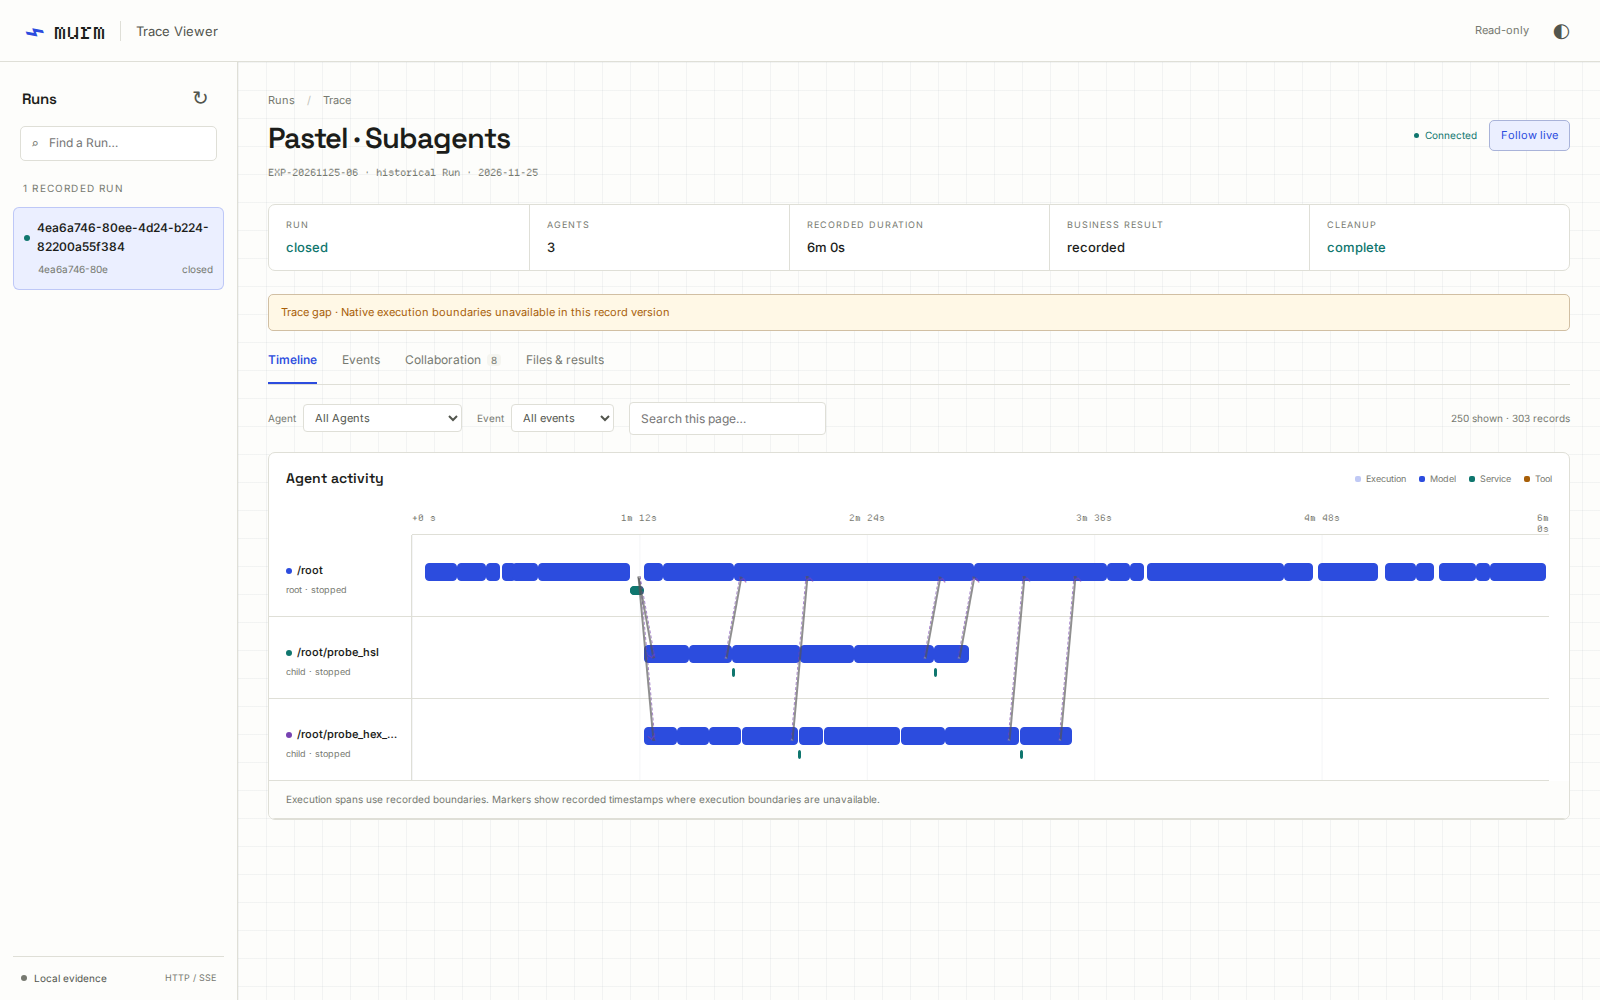 murm
Trace Viewer
Read-only
Runs
Find a Run...
1 RECORDED RUN
4ea6a746-80ee-4d24-b224-
82200a55f384
4ea6a746-80e
closed
Local evidence
HTTP / SSE
Runs / Trace
Pastel · Subagents
Connected
Follow live
EXP-20261125-06 · historical Run · 2026-11-25
RUN
closed
AGENTS
3
RECORDED DURATION
6m 0s
BUSINESS RESULT
recorded
CLEANUP
complete
Trace gap · Native execution boundaries unavailable in this record version
Timeline
Events
Collaboration 8
Files & results
Agent
All Agents
Event
All events
Search this page...
250 shown · 303 records
Agent activity
Execution
Model
Service
Tool
+0 s
1m 12s
2m 24s
3m 36s
4m 48s
6m
0s
/root
root · stopped
/root/probe_hsl
child · stopped
/root/probe_hex_...
child · stopped
Execution spans use recorded boundaries. Markers show recorded timestamps where execution boundaries are unavailable.